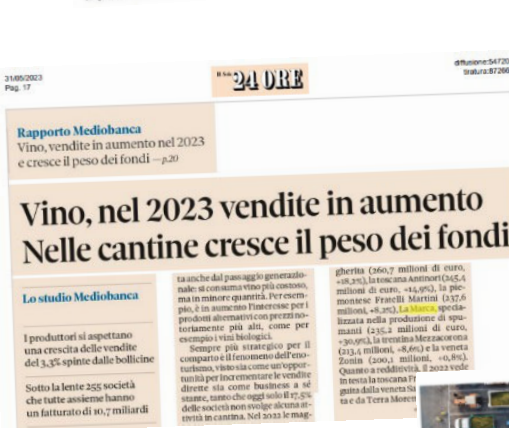 31/05/2023
Pag. 17
Il Sole
24 ORE
diffusione:54720
tiratura:87266
Rapporto Mediobanca
Vino, vendite in aumento nel 2023
e cresce il peso dei fondi —p.20
Vino, nel 2023 vendite in aumento
Nelle cantine cresce il peso dei fondi
Lo studio Mediobanca
I produttori si aspettano
una crescita delle vendite
del 3,3% spinte dalle bollicine
Sotto la lente 255 società
che tutte assieme hanno
un fatturato di 10,7 miliardi
ta anche dal passaggio generazio-
nale: si consuma vino più costoso,
ma in minore quantità. Per esem-
pio, è in aumento l'interesse per i
prodotti alternativi con prezzi no-
toriamente più alti, come per
esempio i vini biologici.
Sempre più strategico per il
comparto è il fenomeno dell'eno-
turismo, visto sia come un'oppor-
tunità per incrementare le vendite
dirette sia come business a sé
stante, tanto che oggi solo il 17,5%
delle società non svolge alcuna at-
tività in cantina. Nel 2022 le mag-
gherita (260,7 milioni di euro,
+18,2%), la toscana Antinori (245,4
milioni di euro, +14,9%), la pie-
montese Fratelli Martini (237,6
milioni, +8,2%), La Marca, specia-
lizzata nella produzione di spu-
manti (235,2 milioni di euro,
+30,9%), la trentina Mezzacorona
(213,4 milioni, +8,6%) e la veneta
Zonin (200,1 milioni, +0,8%).
Quanto a redditività, il 2022 vede
in testa la toscana
guita dalla veneta
ta e da Terra